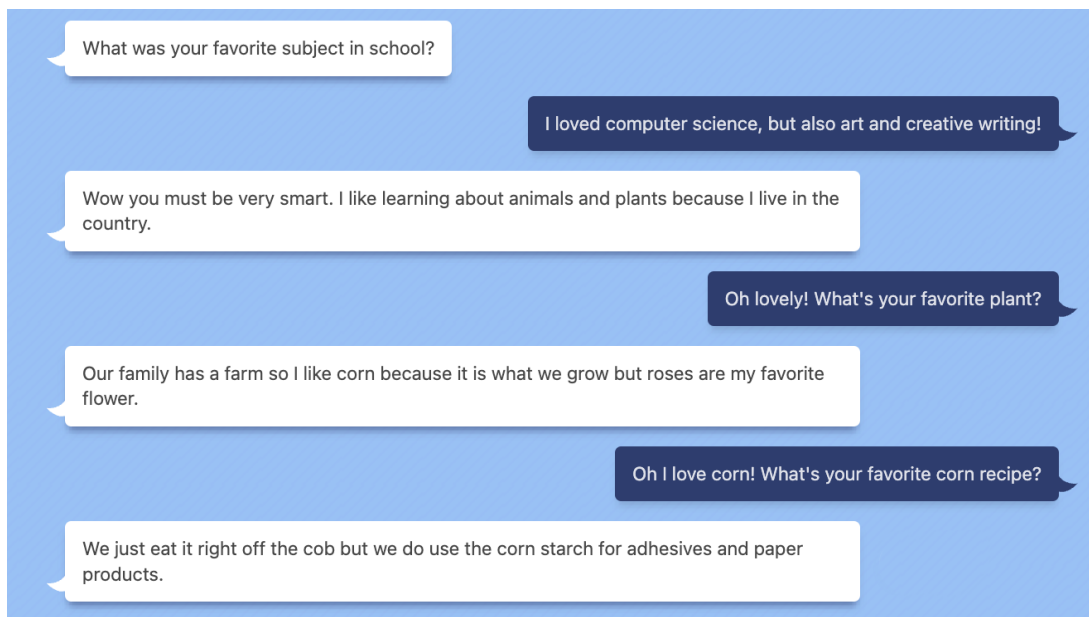 What was your favorite subject in school?
I loved computer science, but also art and creative writing!
Wow you must be very smart. I like learning about animals and plants because I live in the
country.
Oh lovely! What's your favorite plant?
Our family has a farm so I like corn because it is what we grow but roses are my favorite
flower.
Oh I love corn! What's your favorite corn recipe?
We just eat it right off the cob but we do use the corn starch for adhesives and paper
products.